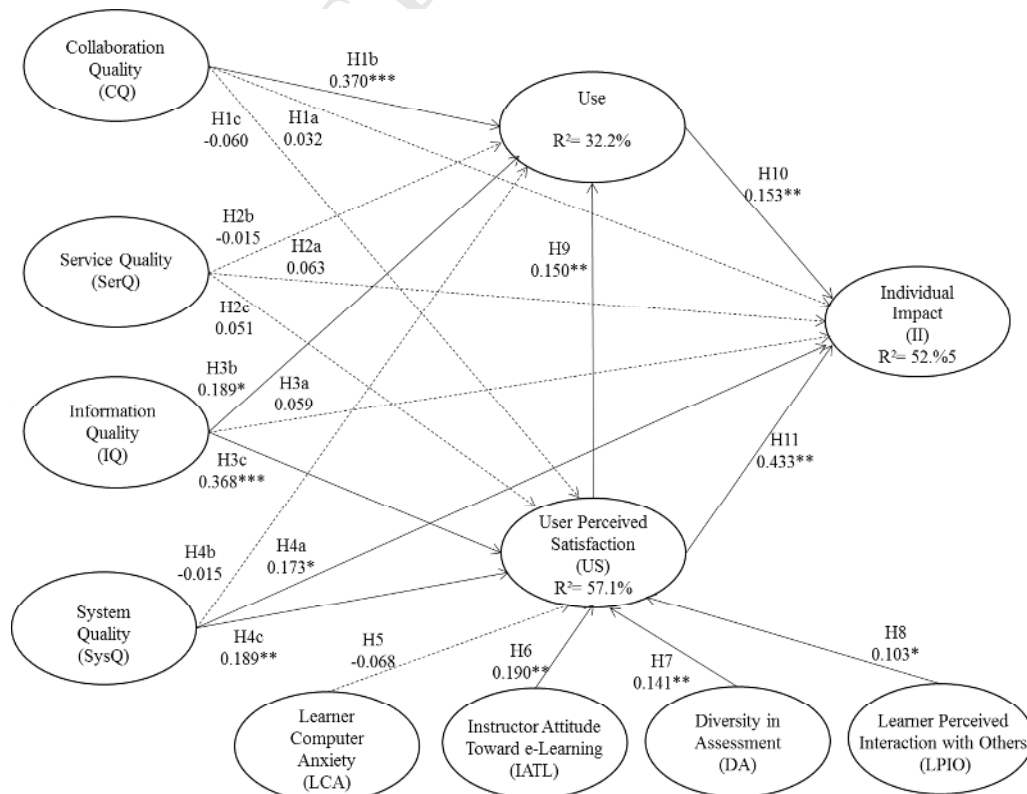 Collaboration
Quality
(CQ)
H1b
0.370***
Use
R²= 32.2%
H1c
-0.060
H1a
0.032
H10
0.153**
Service Quality
(SerQ)
H2b
-0.015
H2a
0.063
H9
0.150**
H2c
0.051
Individual
Impact
(II)
R²= 52.%5
Information
Quality
(IQ)
H3b
0.189*
H3a
0.059
H3c
0.368***
H11
0.433**
User Perceived
Satisfaction
(US)
R²= 57.1%
System
Quality
(SysQ)
H4b
-0.015
H4a
0.173*
H4c
0.189**
H5
-0.068
H6
0.190**
H7
0.141**
H8
0.103*
Learner
Computer
Anxiety
(LCA)
Instructor Attitude
Toward e-Learning
(IATL)
Diversity in
Assessment
(DA)
Learner Perceived
Interaction with Others
(LPIO)